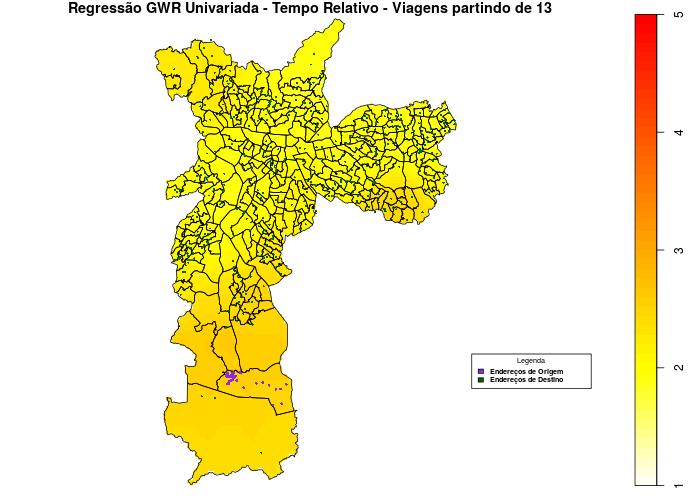 Regressão GWR Univariada - Tempo Relativo - Viagens partindo de 13
5
4
3
2
1
Legenda
Endereços de Origem
Endereços de Destino